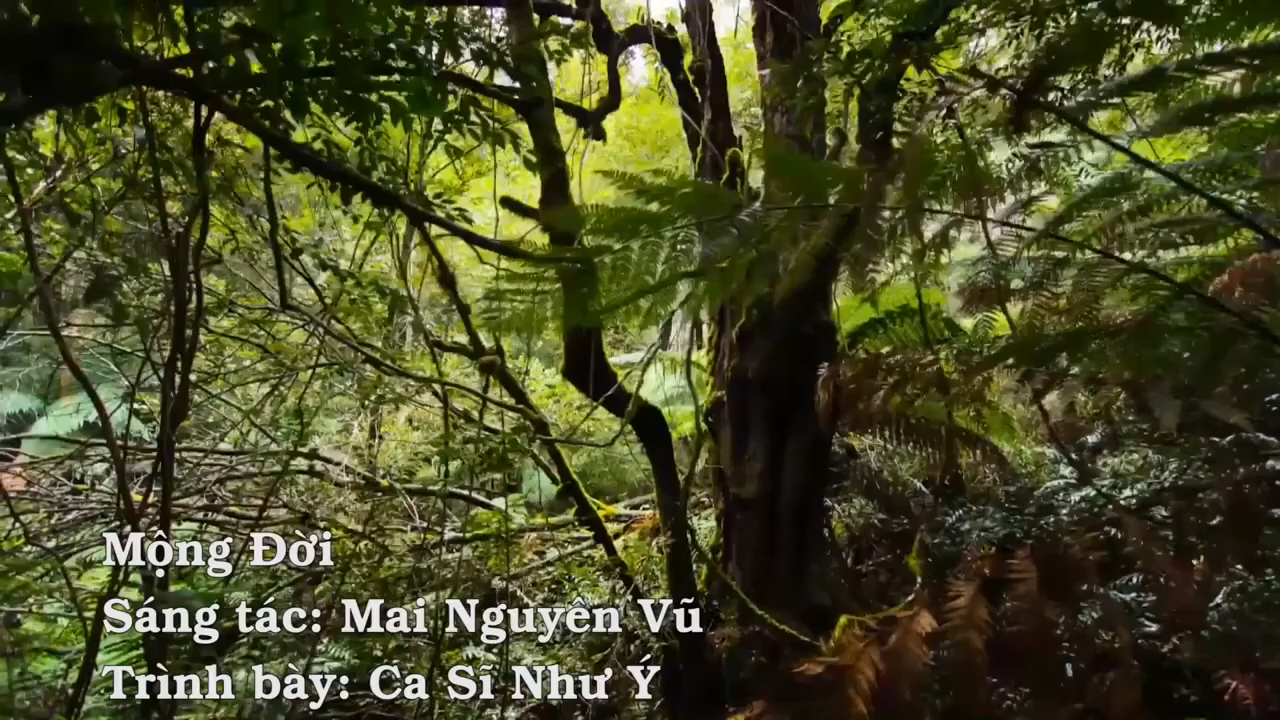 Mộng Đời
Sáng tác: Mai Nguyên Vũ
Trình bày: Ca Sĩ Như Ý